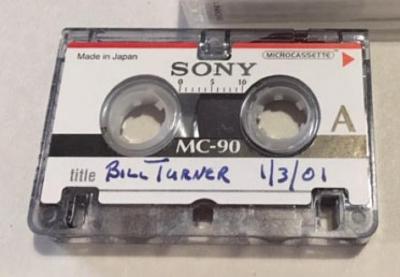 Made in Japan
MICROCASSETTE
SONY
0 5 10
A
MC-90
title BILL TURNER 1/3/01